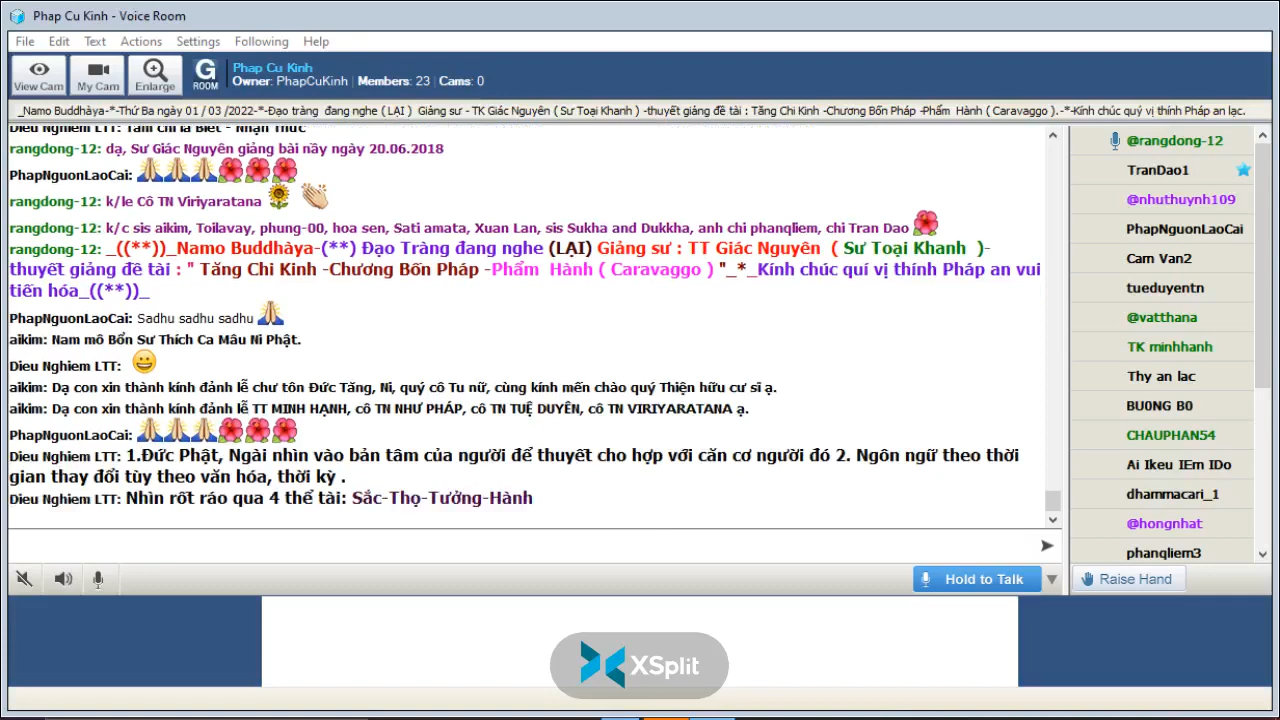 Phap Cu Kinh - Voice Room
File Edit Text Actions Settings Following Help
View Cam My Cam Enlarge G ROOM
Phap Cu Kinh
Owner: PhapCuKinh | Members: 23 | Cams: 0
_Namo Buddhàya-*-Thứ Ba ngày 01 / 03 /2022-*-Đạo tràng đang nghe ( LẠI ) Giảng sư - TK Giác Nguyên ( Sư Toại Khanh ) -thuyết giảng đề tài : Tăng Chi Kinh -Chương Bốn Pháp -Phẩm Hành ( Caravaggo ). -*-Kính chúc quý vị thính Pháp an lạc.
Dieu Nghiem LTT: Tâm chỉ là Biết - Nhận Thức
rangdong-12: dạ, Sư Giác Nguyên giảng bài nầy ngày 20.06.2018
PhapNguonLaoCai:
rangdong-12: k/le Cô TN Viriyaratana
rangdong-12: k/c sis aikim, Toilavay, phung-00, hoa sen, Sati amata, Xuan Lan, sis Sukha and Dukkha, anh chi phanqliem, chi Tran Dao
rangdong-12: _((**))_Namo Buddhàya-(**) Đạo Tràng đang nghe (LẠI) Giảng sư : TT Giác Nguyên ( Sư Toại Khanh )-
thuyết giảng đề tài : " Tăng Chi Kinh -Chương Bốn Pháp -Phẩm Hành ( Caravaggo ) "_*_Kính chúc quí vị thính Pháp an vui
tiến hóa_((**))_
PhapNguonLaoCai: Sadhu sadhu sadhu
aikim: Nam mô Bổn Sư Thích Ca Mâu Ni Phật.
Dieu Nghiem LTT:
aikim: Dạ con xin thành kính đảnh lễ chư tôn Đức Tăng, Ni, quý cô Tu nữ, cùng kính mến chào quý Thiện hữu cư sĩ ạ.
aikim: Dạ con xin thành kính đảnh lễ TT MINH HẠNH, cô TN NHƯ PHÁP, cô TN TUỆ DUYÊN, cô TN VIRIYARATANA ạ.
PhapNguonLaoCai:
Dieu Nghiem LTT: 1.Đức Phật, Ngài nhìn vào bản tâm của người để thuyết cho hợp với căn cơ người đó 2. Ngôn ngữ theo thời
gian thay đổi tùy theo văn hóa, thời kỳ .
Dieu Nghiem LTT: Nhìn rốt ráo qua 4 thể tài: Sắc-Thọ-Tưởng-Hành
@rangdong-12
TranDao1
@nhuthuynh109
PhapNguonLaoCai
Cam Van2
tueduyentn
@vatthana
TK minhhanh
Thy an lac
BU0NG B0
CHAUPHAN54
Ai Ikeu IEm IDo
dhammacari_1
@hongnhat
phanqliem3
Hold to Talk
Raise Hand
XSplit